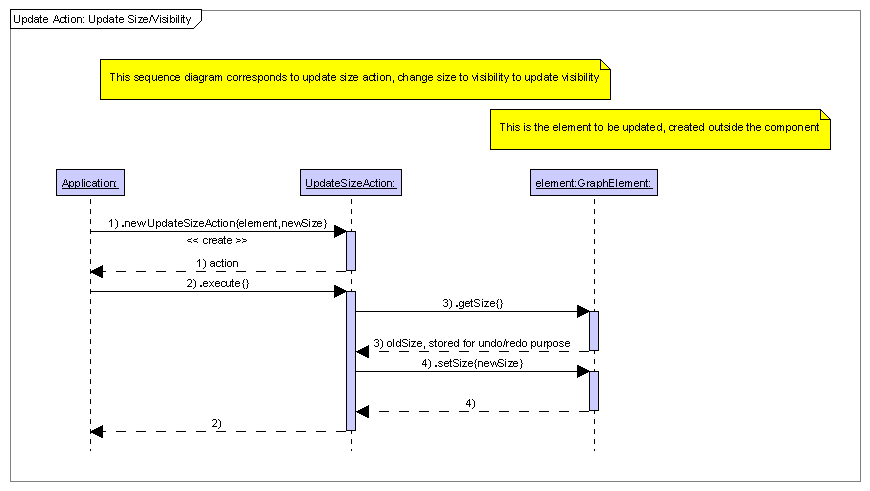 Update Action: Update Size/Visibility
This sequence diagram corresponds to update size action, change size to visibility to update visibility
This is the element to be updated, created outside the component
Application:
UpdateSizeAction:
element:GraphElement:
1) .newUpdateSizeAction{element,newSize}
<< create >>
1) action
2) .execute{}
3) .getSize{}
3) oldSize, stored for undo/redo purpose
4) .setSize{newSize}
4)
2)